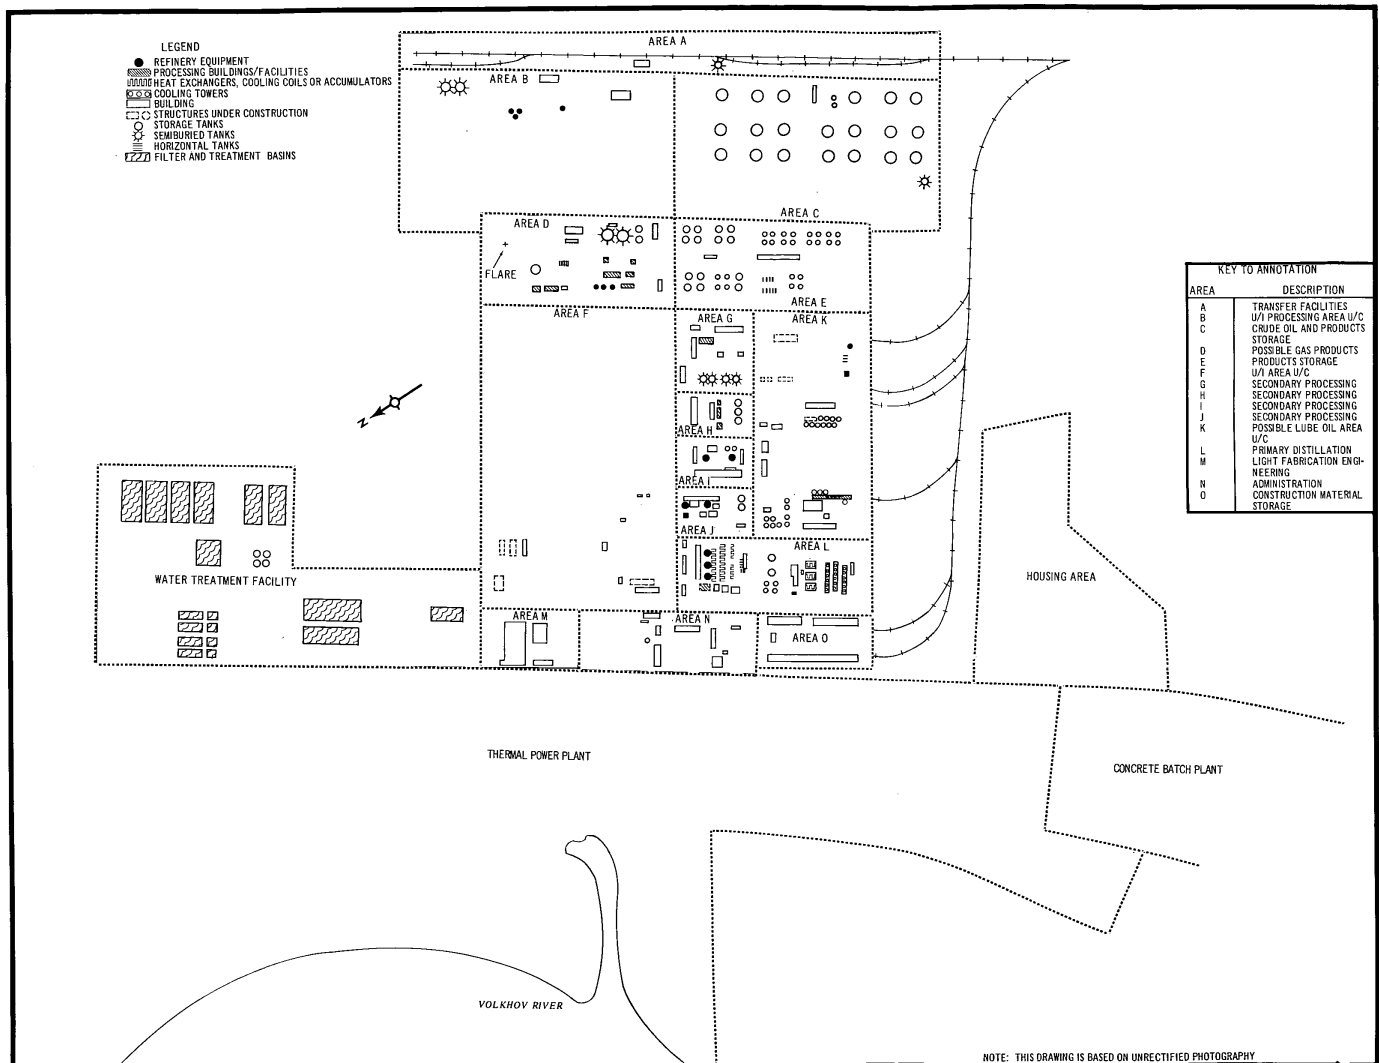 LEGEND
REFINERY EQUIPMENT
PROCESSING BUILDINGS/FACILITIES
HEAT EXCHANGERS, COOLING COILS OR ACCUMULATORS
COOLING TOWERS
BUILDING
STRUCTURES UNDER CONSTRUCTION
STORAGE TANKS
SEMIBURIED TANKS
HORIZONTAL TANKS
FILTER AND TREATMENT BASINS
AREA A
AREA B
AREA C
AREA D
FLARE
AREA E
AREA F
AREA G
AREA K
AREA H
AREA I
AREA J
AREA L
AREA M
AREA N
AREA O
N
WATER TREATMENT FACILITY
KEY TO ANNOTATION
AREA DESCRIPTION
A TRANSFER FACILITIES
B U/I PROCESSING AREA U/C
C CRUDE OIL AND PRODUCTS
STORAGE
D POSSIBLE GAS PRODUCTS
E PRODUCTS STORAGE
F U/I AREA U/C
G SECONDARY PROCESSING
H SECONDARY PROCESSING
I SECONDARY PROCESSING
J SECONDARY PROCESSING
K POSSIBLE LUBE OIL AREA
U/C
L PRIMARY DISTILLATION
M LIGHT FABRICATION ENGI-
NEERING
N ADMINISTRATION
O CONSTRUCTION MATERIAL
STORAGE
HOUSING AREA
THERMAL POWER PLANT
CONCRETE BATCH PLANT
VOLKHOV RIVER
NOTE: THIS DRAWING IS BASED ON UNRECTIFIED PHOTOGRAPHY